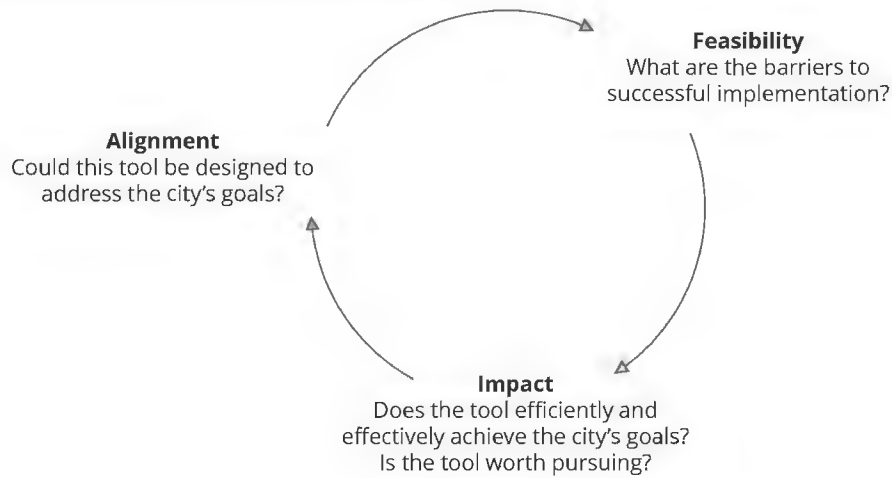 Feasibility
What are the barriers to
successful implementation?
Alignment
Could this tool be designed to
address the city's goals?
Impact
Does the tool efficiently and
effectively achieve the city's goals?
Is the tool worth pursuing?